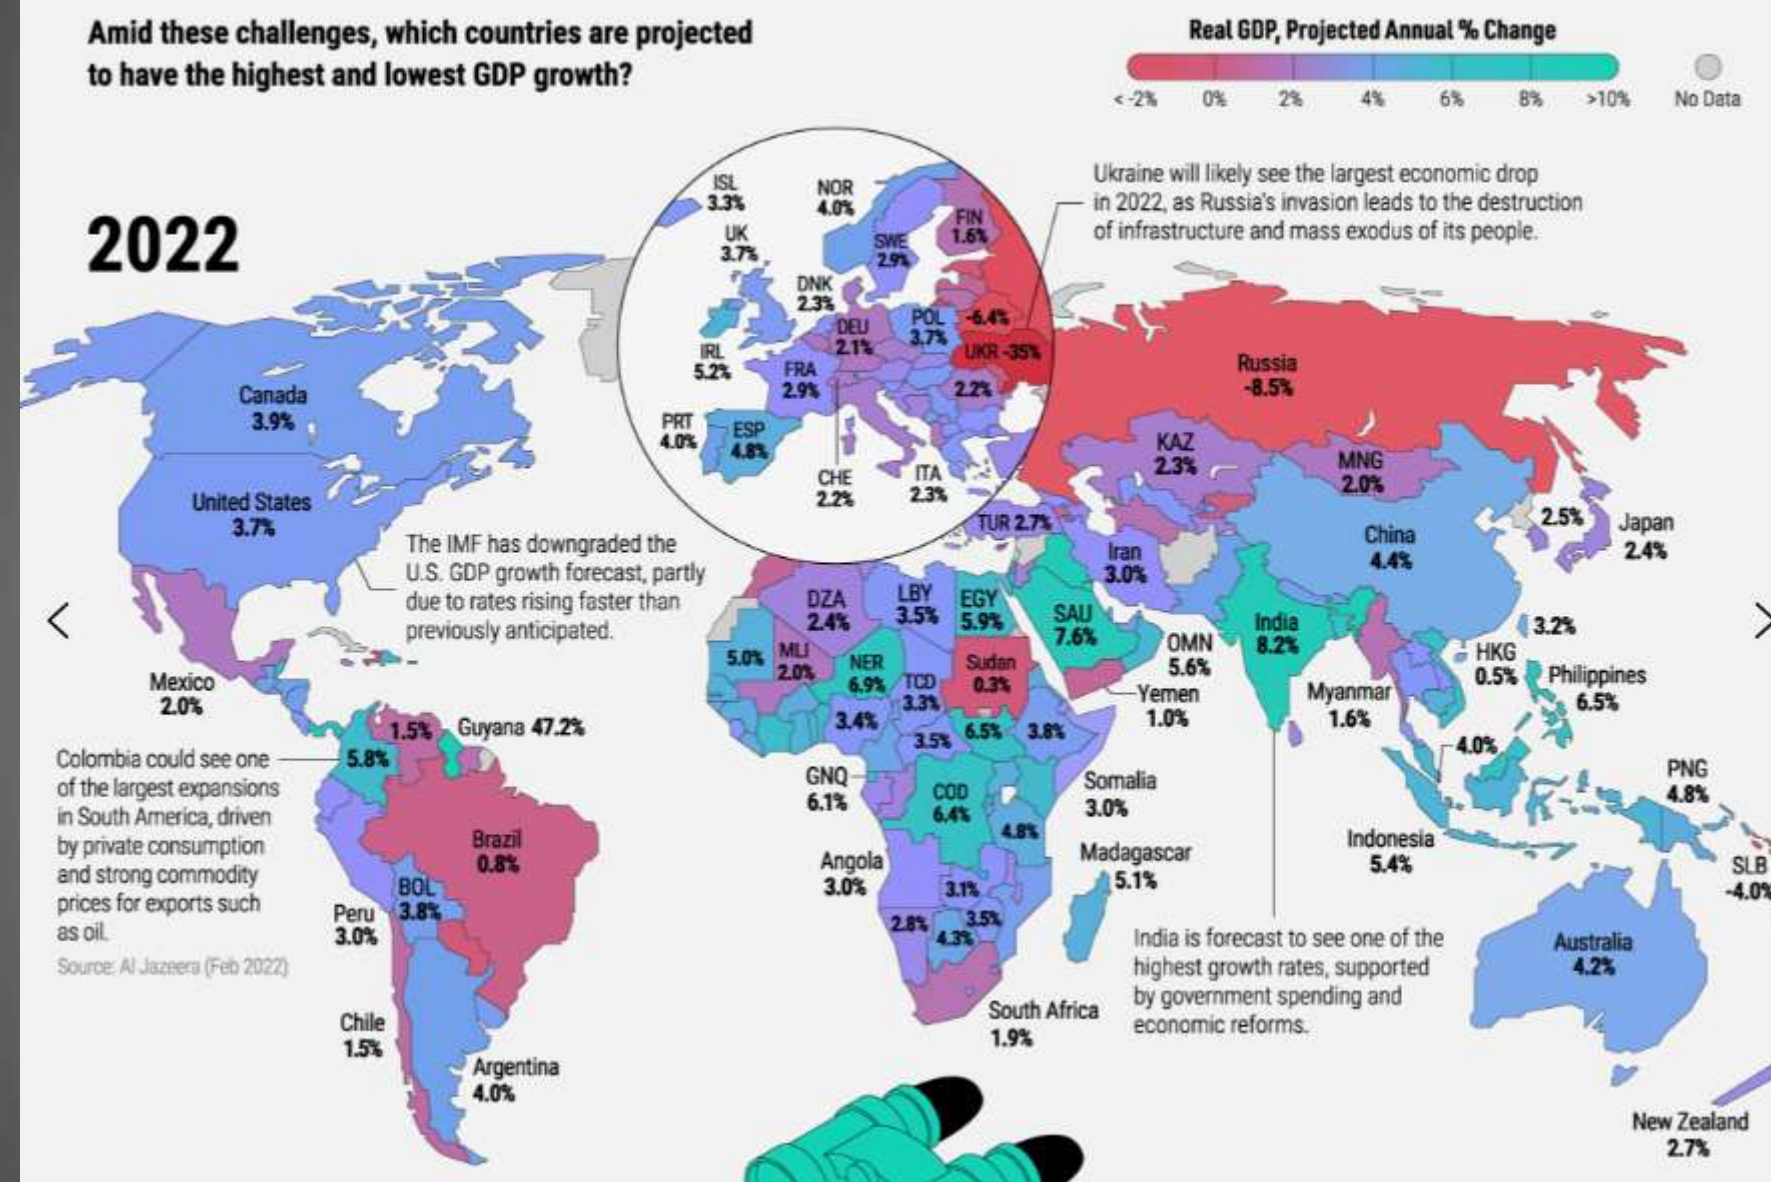 Amid these challenges, which countries are projected
to have the highest and lowest GDP growth?
Real GDP, Projected Annual % Change
< -2%
0%
2%
4%
6%
8%
>10%
No Data
2022
Ukraine will likely see the largest economic drop
in 2022, as Russia's invasion leads to the destruction
of infrastructure and mass exodus of its people.
ISL
3.3%
NOR
4.0%
FIN
1.6%
UK
3.7%
SWE
2.9%
DNK
2.3%
DEU
2.1%
POL
3.7%
-6.4%
UKR -35%
IRL
5.2%
FRA
2.9%
2.2%
PRT
4.0%
ESP
4.8%
CHE
2.2%
ITA
2.3%
Canada
3.9%
United States
3.7%
The IMF has downgraded the
U.S. GDP growth forecast, partly
due to rates rising faster than
previously anticipated.
Mexico
2.0%
Russia
-8.5%
KAZ
2.3%
MNG
2.0%
TUR 2.7%
Iran
3.0%
China
4.4%
2.5%
Japan
2.4%
DZA
2.4%
LBY
3.5%
EGY
5.9%
SAU
7.6%
OMN
5.6%
India
8.2%
3.2%
HKG
0.5%
Philippines
6.5%
5.0%
MLI
2.0%
NER
6.9%
TCD
3.3%
Sudan
0.3%
Yemen
1.0%
Myanmar
1.6%
1.5%
Guyana 47.2%
5.8%
3.4%
3.5%
6.5%
3.8%
4.0%
Colombia could see one
of the largest expansions
in South America, driven
by private consumption
and strong commodity
prices for exports such
as oil.
Source: Al Jazeera (Feb 2022)
GNQ
6.1%
COD
6.4%
Somalia
3.0%
4.8%
PNG
4.8%
Brazil
0.8%
BOL
3.8%
Peru
3.0%
Angola
3.0%
3.1%
Madagascar
5.1%
Indonesia
5.4%
SLB
-4.0%
2.8%
4.3%
3.5%
India is forecast to see one of the
highest growth rates, supported
by government spending and
economic reforms.
Australia
4.2%
South Africa
1.9%
Chile
1.5%
Argentina
4.0%
New Zealand
2.7%